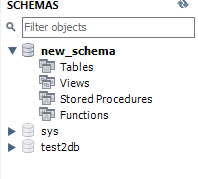 SCHEMAS
Filter objects
new_schema
Tables
Views
Stored Procedures
Functions
sys
test2db